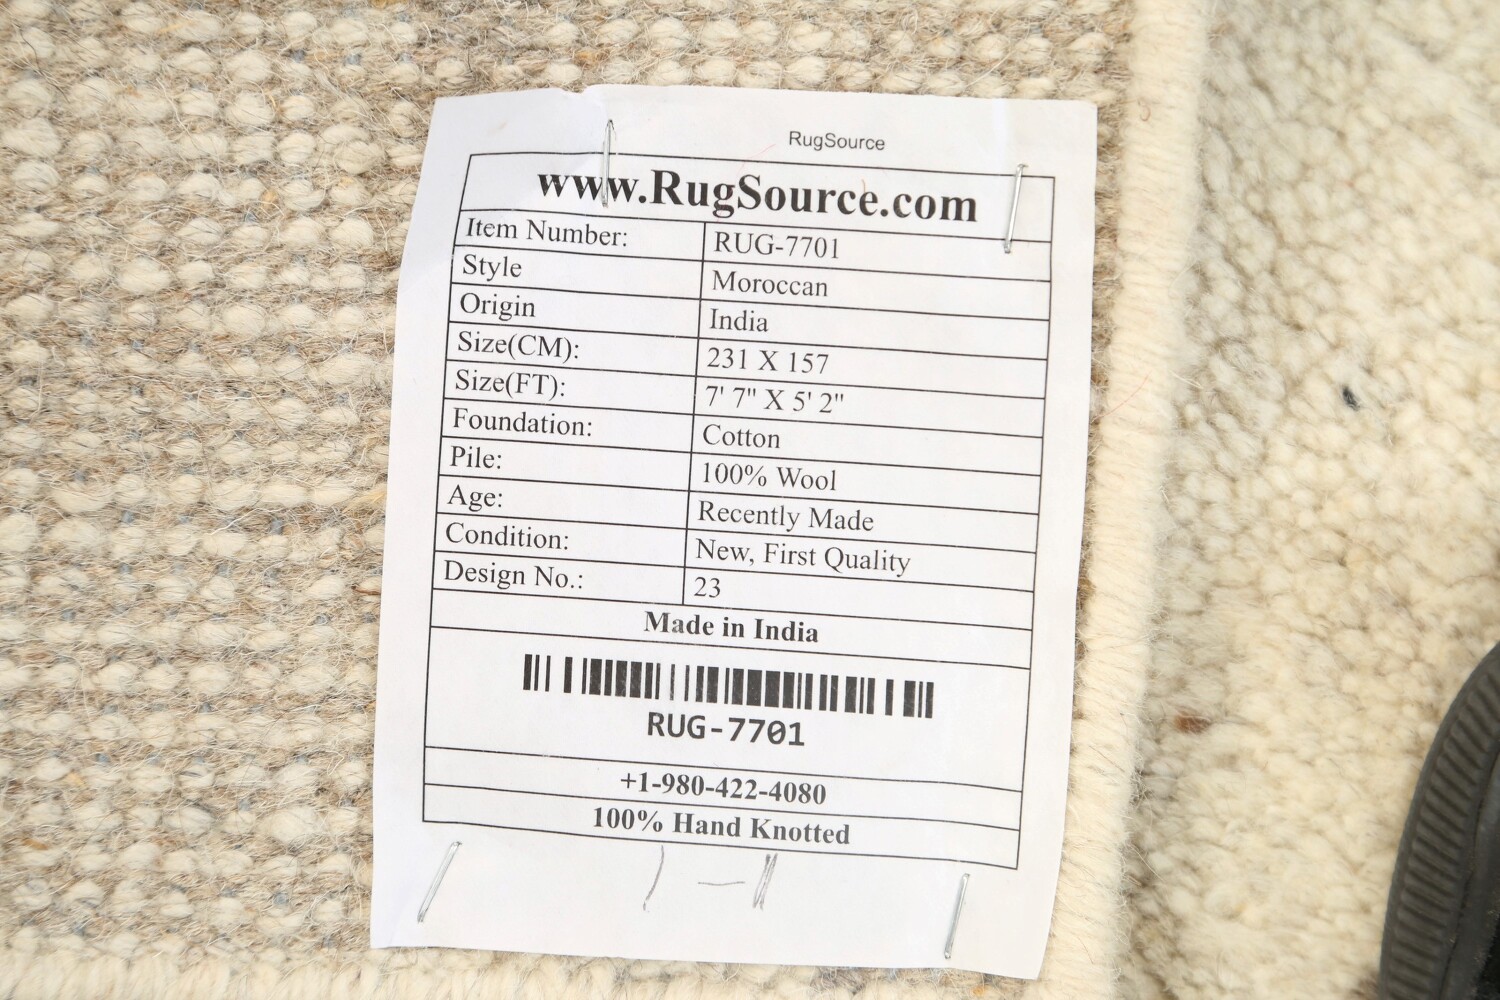 RugSource
www.RugSource.com
Item Number: RUG-7701
Style Moroccan
Origin India
Size(CM): 231 X 157
Size(FT): 7' 7" X 5' 2"
Foundation: Cotton
Pile: 100% Wool
Age: Recently Made
Condition: New, First Quality
Design No.: 23
Made in India
RUG-7701
+1-980-422-4080
100% Hand Knotted